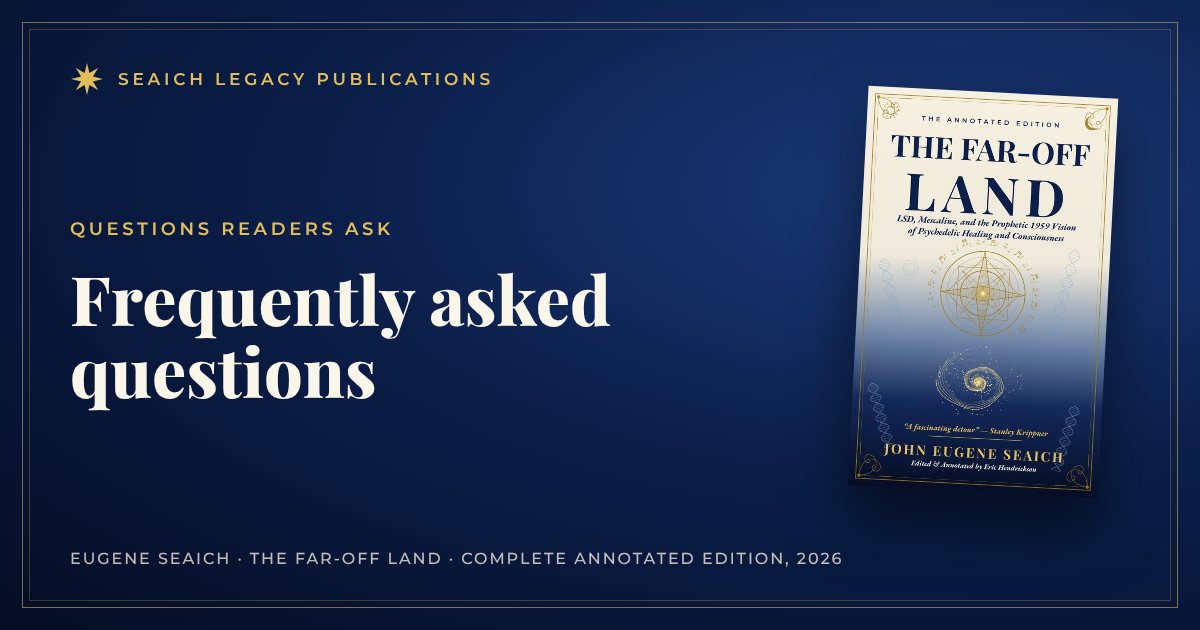 SEAICH LEGACY PUBLICATIONS
QUESTIONS READERS ASK
Frequently asked
questions
EUGENE SEAICH · THE FAR-OFF LAND · COMPLETE ANNOTATED EDITION, 2026
THE ANNOTATED EDITION
THE FAR-OFF
LAND
LSD, Mescaline, and the Prophetic 1959 Vision
of Psychedelic Healing and Consciousness
"A fascinating detour" — Stanley Krippner
JOHN EUGENE SEAICH
Edited & Annotated by Eric Hendrickson